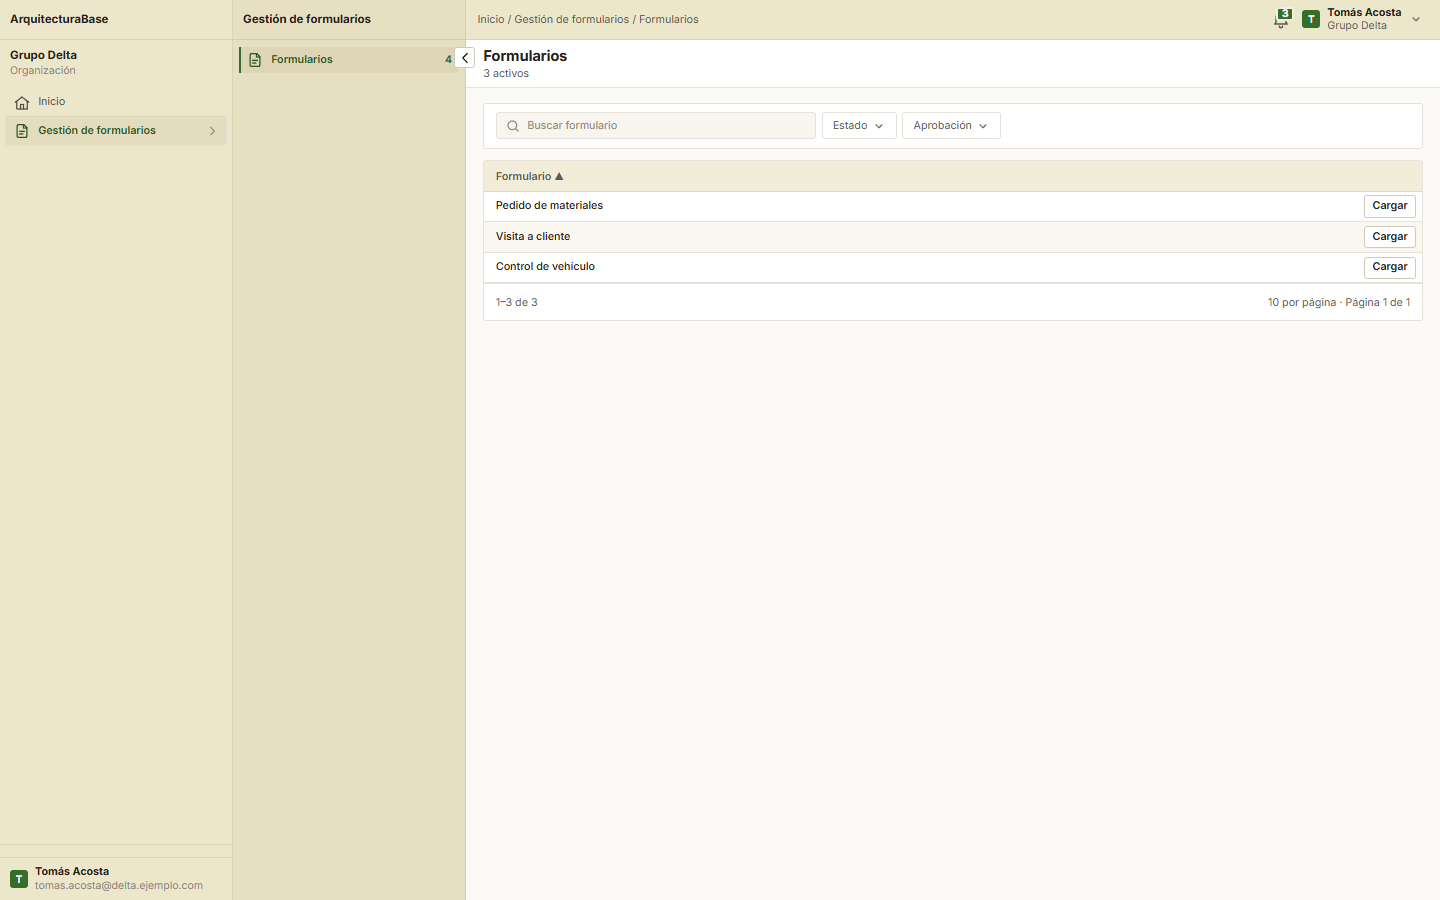 ArquitecturaBase
Grupo Delta
Organización
Inicio
Gestión de formularios
Tomás Acosta
tomas.acosta@delta.ejemplo.com
Gestión de formularios
Formularios 4
Inicio / Gestión de formularios / Formularios
3
T Tomás Acosta
Grupo Delta
Formularios
3 activos
Buscar formulario Estado Aprobación
Formulario ▲
Pedido de materiales Cargar
Visita a cliente Cargar
Control de vehículo Cargar
1–3 de 3 10 por página · Página 1 de 1
T